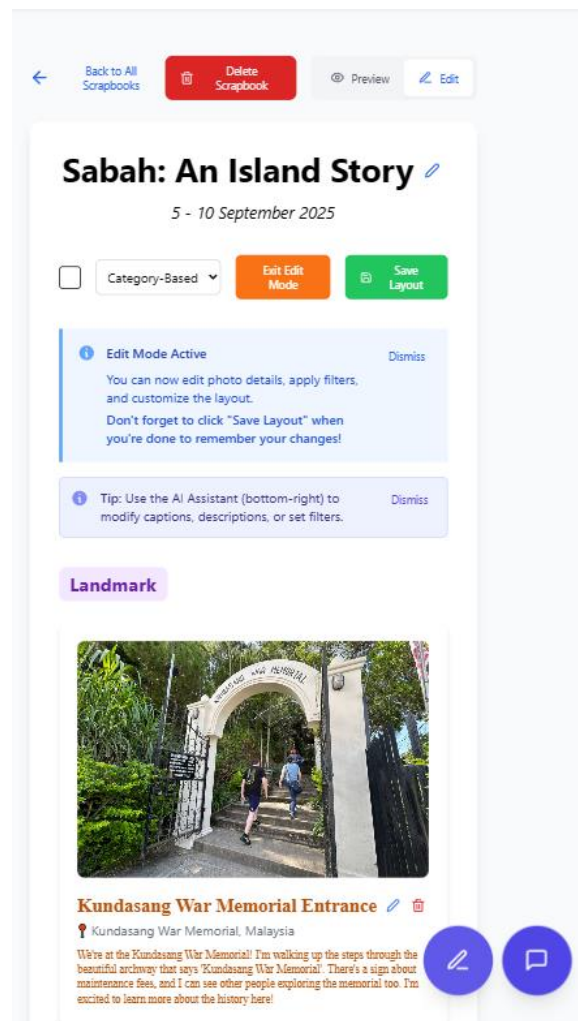 Back to All
Scrapbooks
Delete
Scrapbook
Preview
Edit
Sabah: An Island Story
5 - 10 September 2025
Category-Based
Exit Edit
Mode
Save
Layout
Edit Mode Active
Dismiss
You can now edit photo details, apply filters,
and customize the layout.
Don't forget to click "Save Layout" when
you're done to remember your changes!
Tip: Use the AI Assistant (bottom-right) to
modify captions, descriptions, or set filters.
Dismiss
Landmark
KUNDASANG WAR MEMORIAL
Kundasang War Memorial Entrance
Kundasang War Memorial, Malaysia
We're at the Kundasang War Memorial! I'm walking up the steps through the
beautiful archway that says 'Kundasang War Memorial'. There's a sign about
maintenance fees, and I can see other people exploring the memorial too. I'm
excited to learn more about the history here!